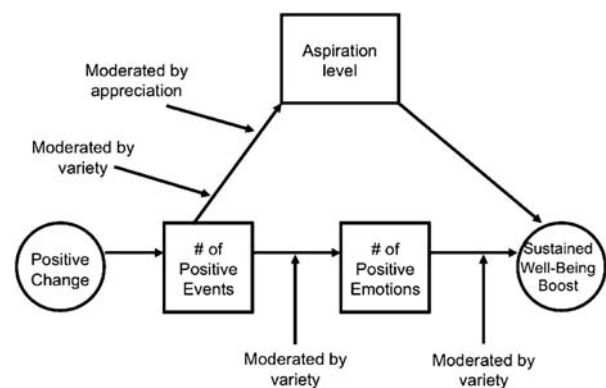 Aspiration
level
Moderated by
appreciation
Moderated by
variety
Positive
Change
# of
Positive
Events
# of
Positive
Emotions
Sustained
Well-Being
Boost
Moderated by
variety
Moderated by
variety